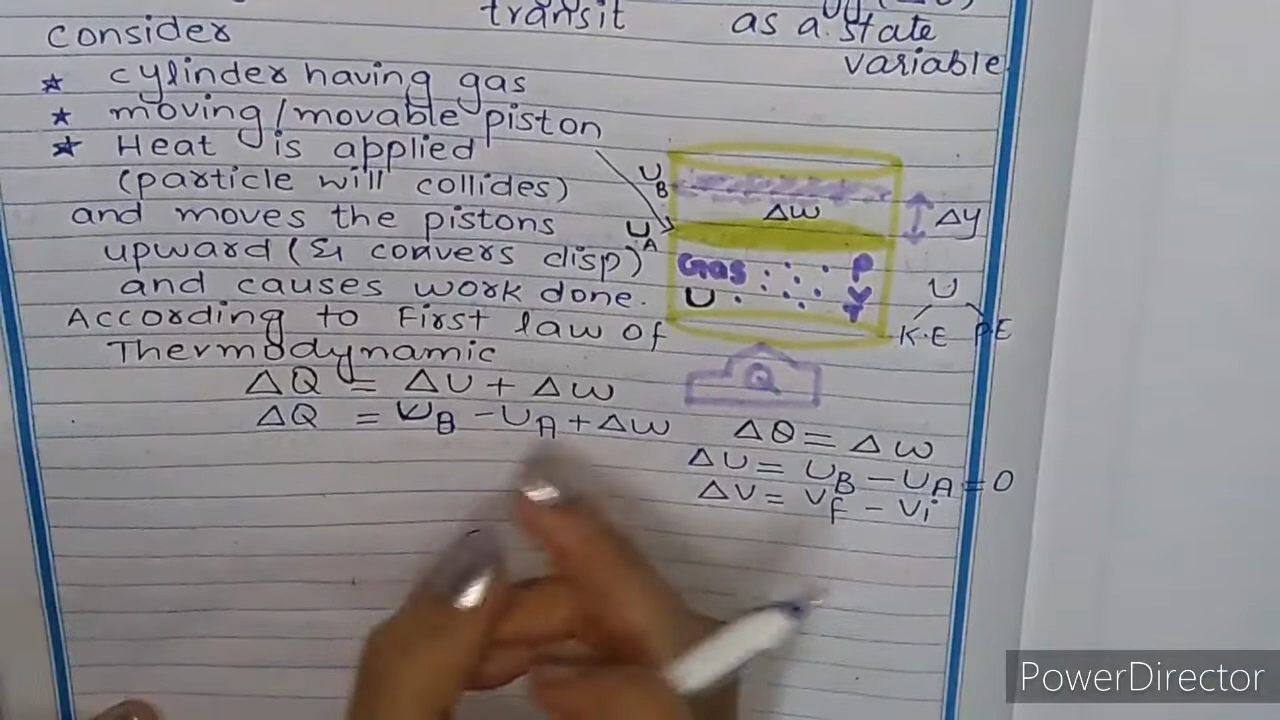 transit as a state
consider
variable
★ cylinder having gas
★ moving/movable piston
★ Heat is applied
(particle will collides)
and moves the pistons
upward (& convers disp)
and causes work done.
According to First law of
Thermodynamic
ΔQ = ΔU + Δw
ΔQ = UB - UA + Δw
UB
Δw
Δy
UA
Gas P
U V
U
K.E P.E
Q
ΔQ = Δw
ΔU = UB - UA = 0
ΔV = Vf - Vi
PowerDirector